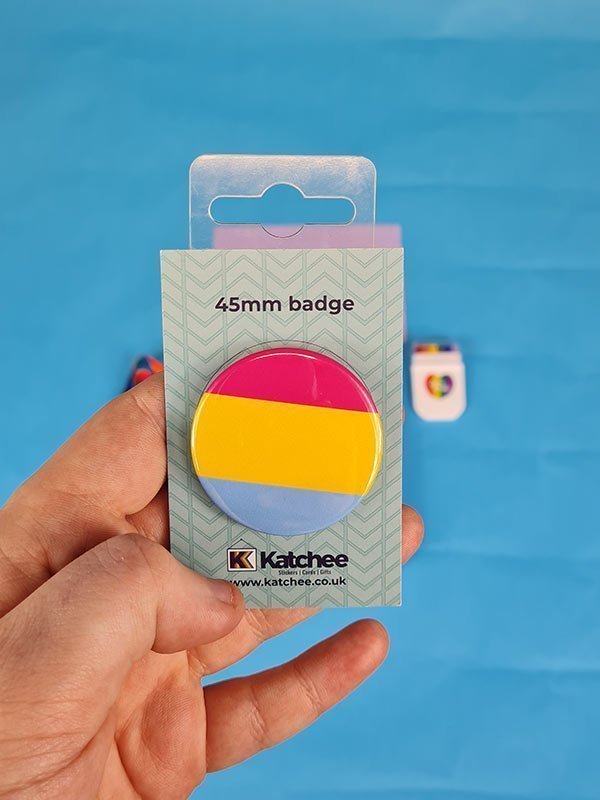 45mm badge
K Katchee
Stickers | Cards | Gifts
www.katchee.co.uk